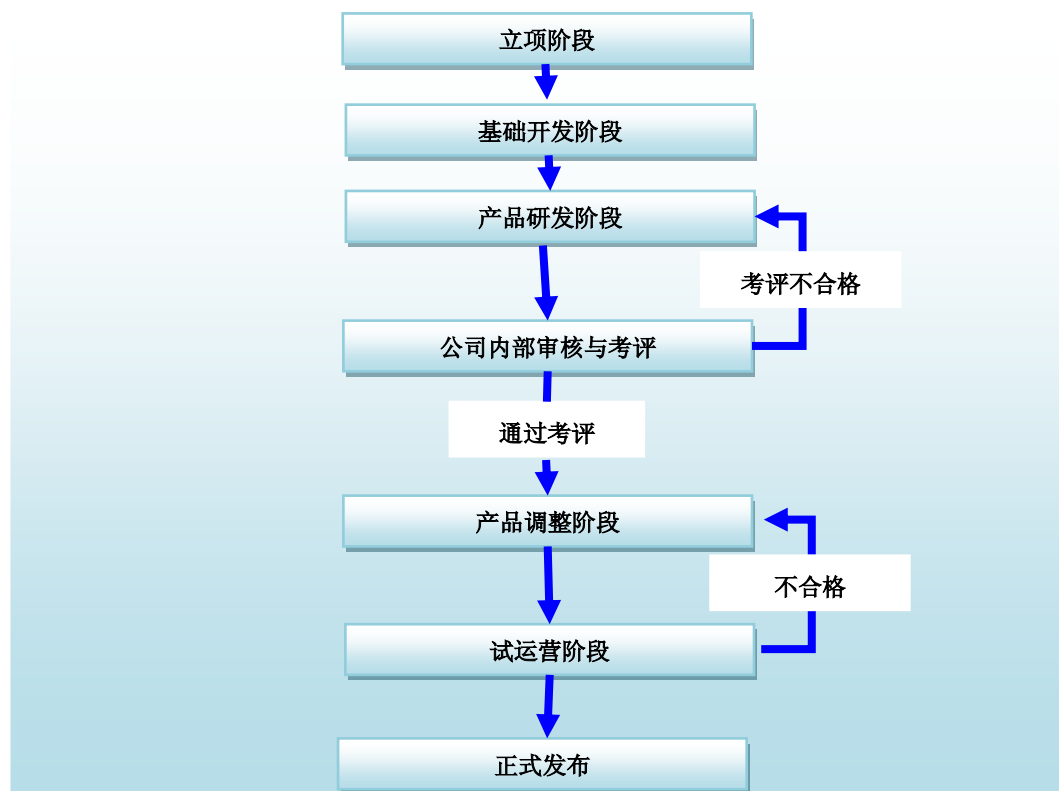 立项阶段
基础开发阶段
产品研发阶段
考评不合格
公司内部审核与考评
通过考评
产品调整阶段
不合格
试运营阶段
正式发布